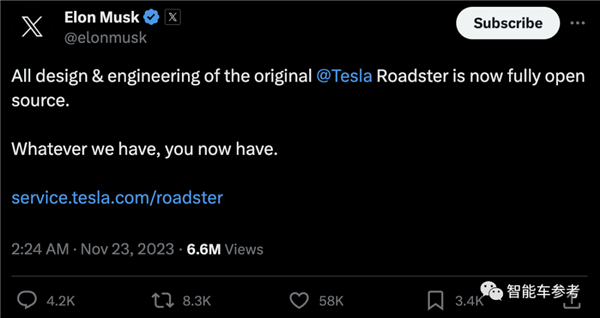 Elon Musk X
@elonmusk
Subscribe
All design & engineering of the original @Tesla Roadster is now fully open
source.
Whatever we have, you now have.
service.tesla.com/roadster
2:24 AM · Nov 23, 2023 · 6.6M Views
4.2K 8.3K 58K 3.4K
智能车参考